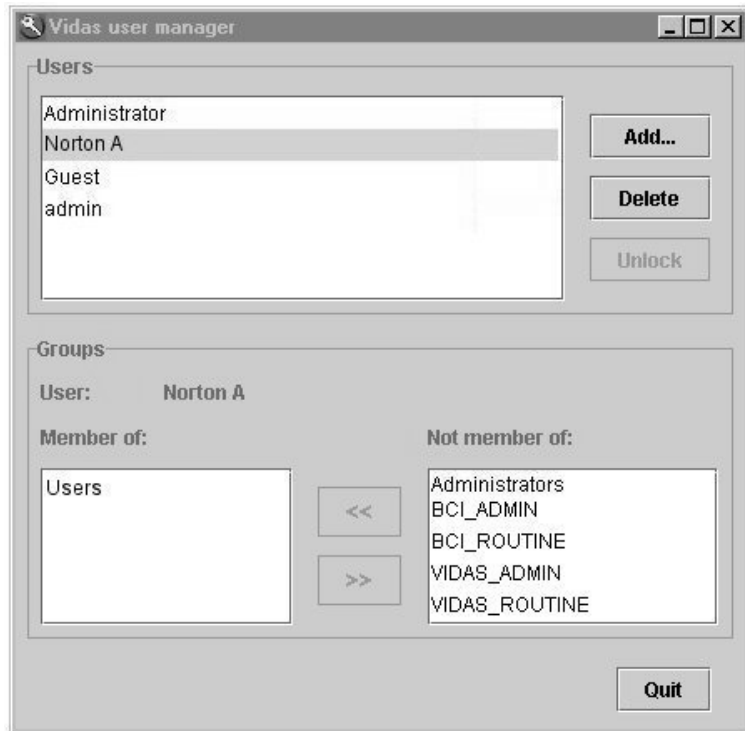 Vidas user manager
Users
Administrator
Norton A
Guest
admin
Add...
Delete
Unlock
Groups
User: Norton A
Member of:
Users
<<
>>
Not member of:
Administrators
BCI_ADMIN
BCI_ROUTINE
VIDAS_ADMIN
VIDAS_ROUTINE
Quit